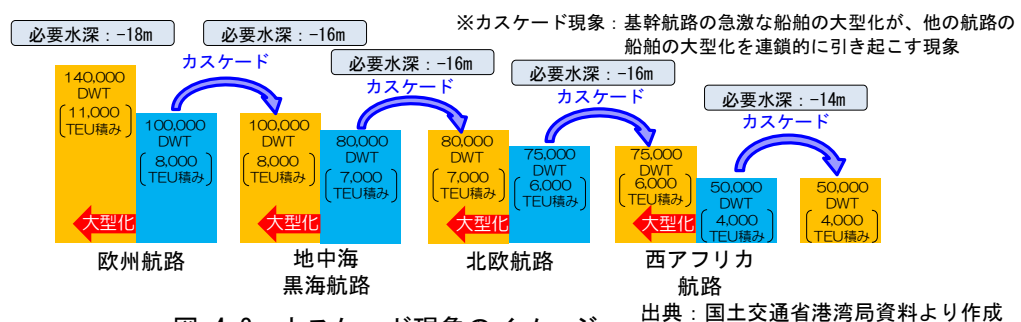 ※カスケード現象：基幹航路の急激な船舶の大型化が、他の航路の
船舶の大型化を連鎖的に引き起こす現象
必要水深：-18m
必要水深：-16m
必要水深：-16m
必要水深：-16m
必要水深：-14m
カスケード
カスケード
カスケード
カスケード
140,000
DWT
11,000
TEU積み
100,000
DWT
8,000
TEU積み
大型化
欧州航路
100,000
DWT
8,000
TEU積み
80,000
DWT
7,000
TEU積み
大型化
地中海
黒海航路
80,000
DWT
7,000
TEU積み
75,000
DWT
6,000
TEU積み
大型化
北欧航路
75,000
DWT
6,000
TEU積み
50,000
DWT
4,000
TEU積み
大型化
西アフリカ
航路
50,000
DWT
4,000
TEU積み
出典：国土交通省港湾局資料より作成